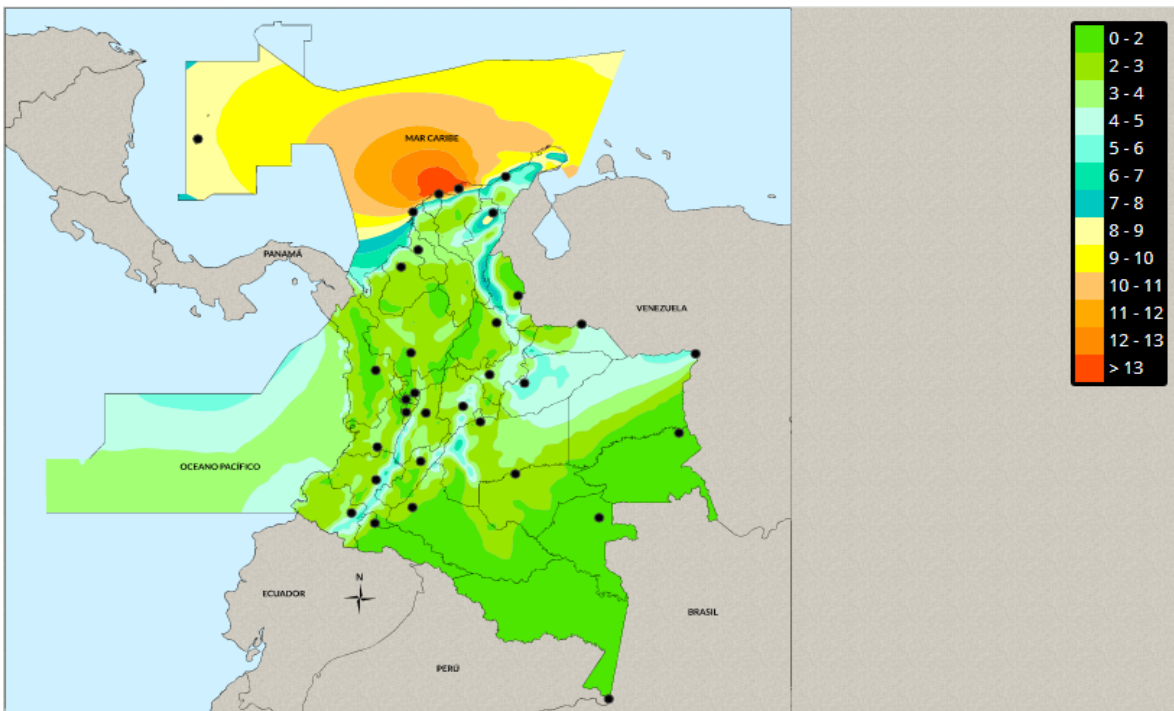 MAR CARIBE
PANAMÁ
VENEZUELA
OCEANO PACÍFICO
N
ECUADOR
BRASIL
PERÚ
0 - 2
2 - 3
3 - 4
4 - 5
5 - 6
6 - 7
7 - 8
8 - 9
9 - 10
10 - 11
11 - 12
12 - 13
> 13